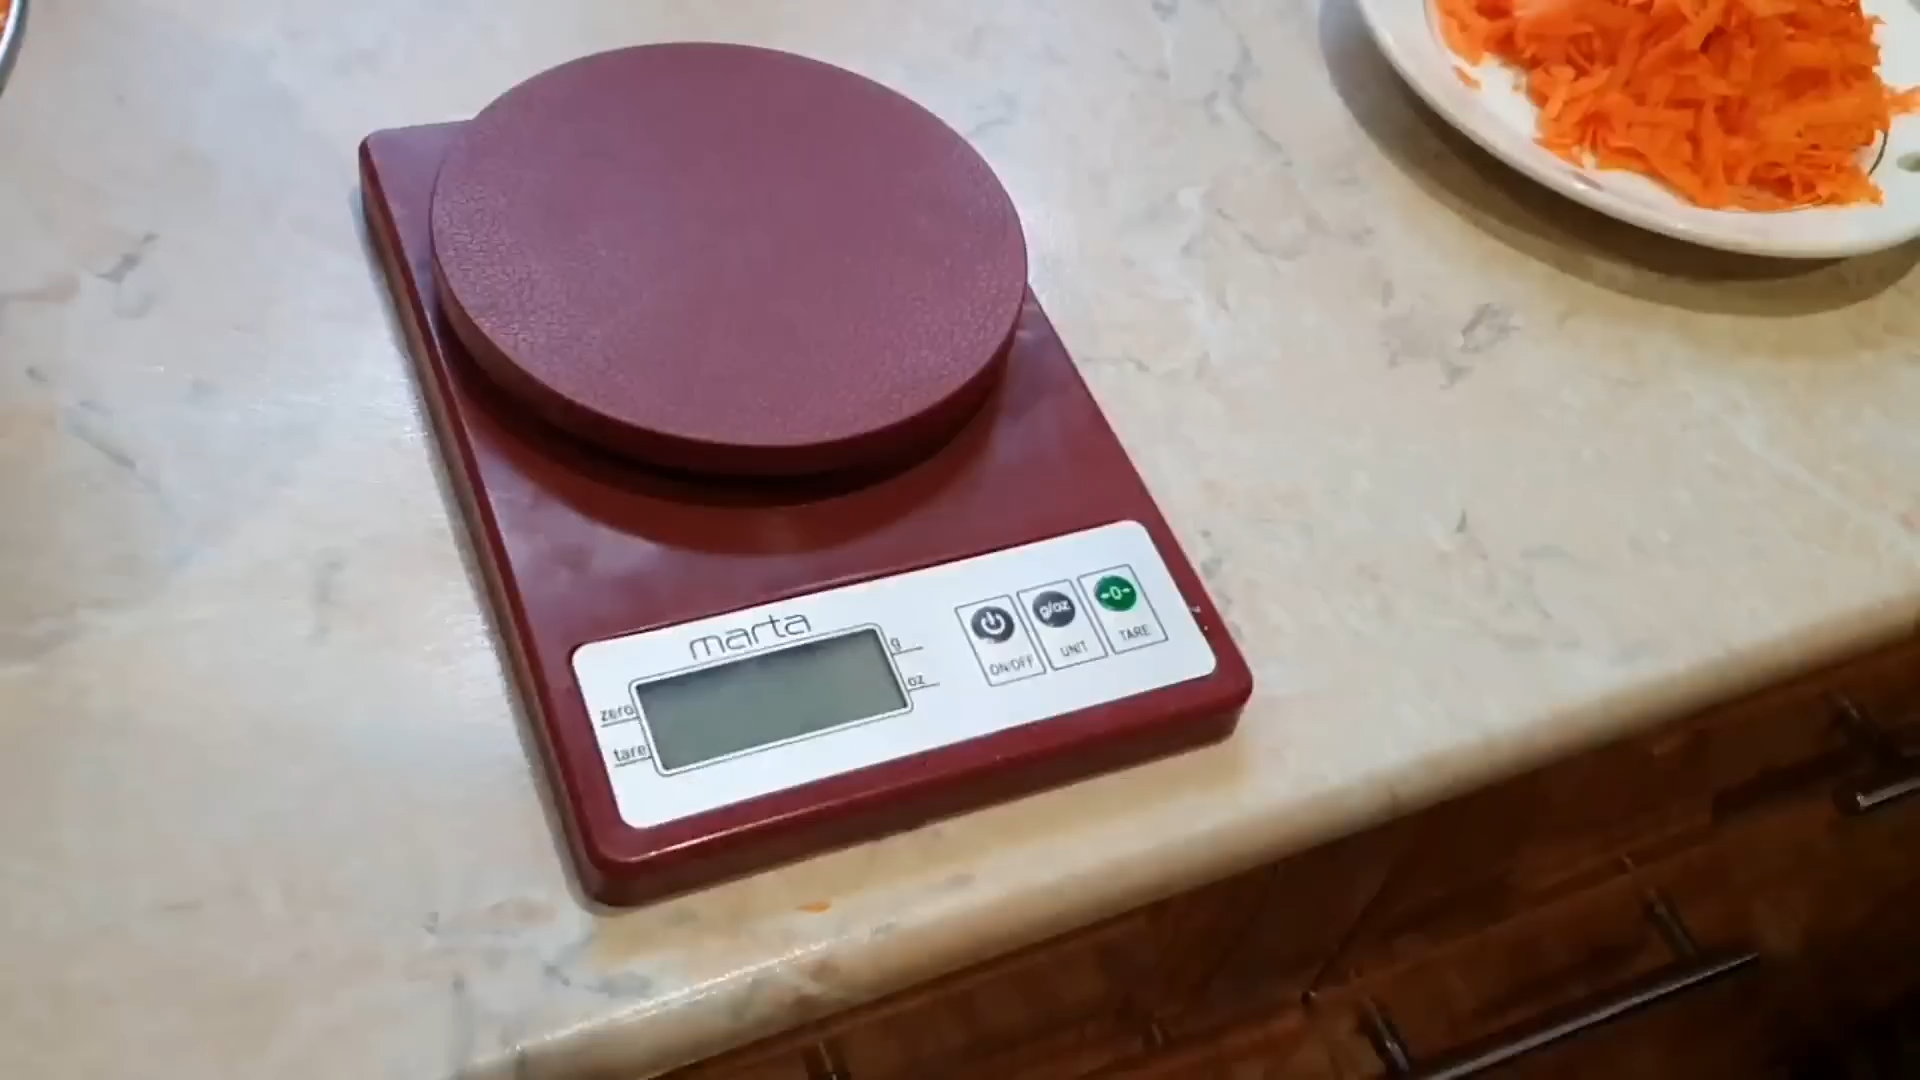 marta
g
oz
zero
tare
g/oz
-0-
ON/OFF
UNIT
TARE